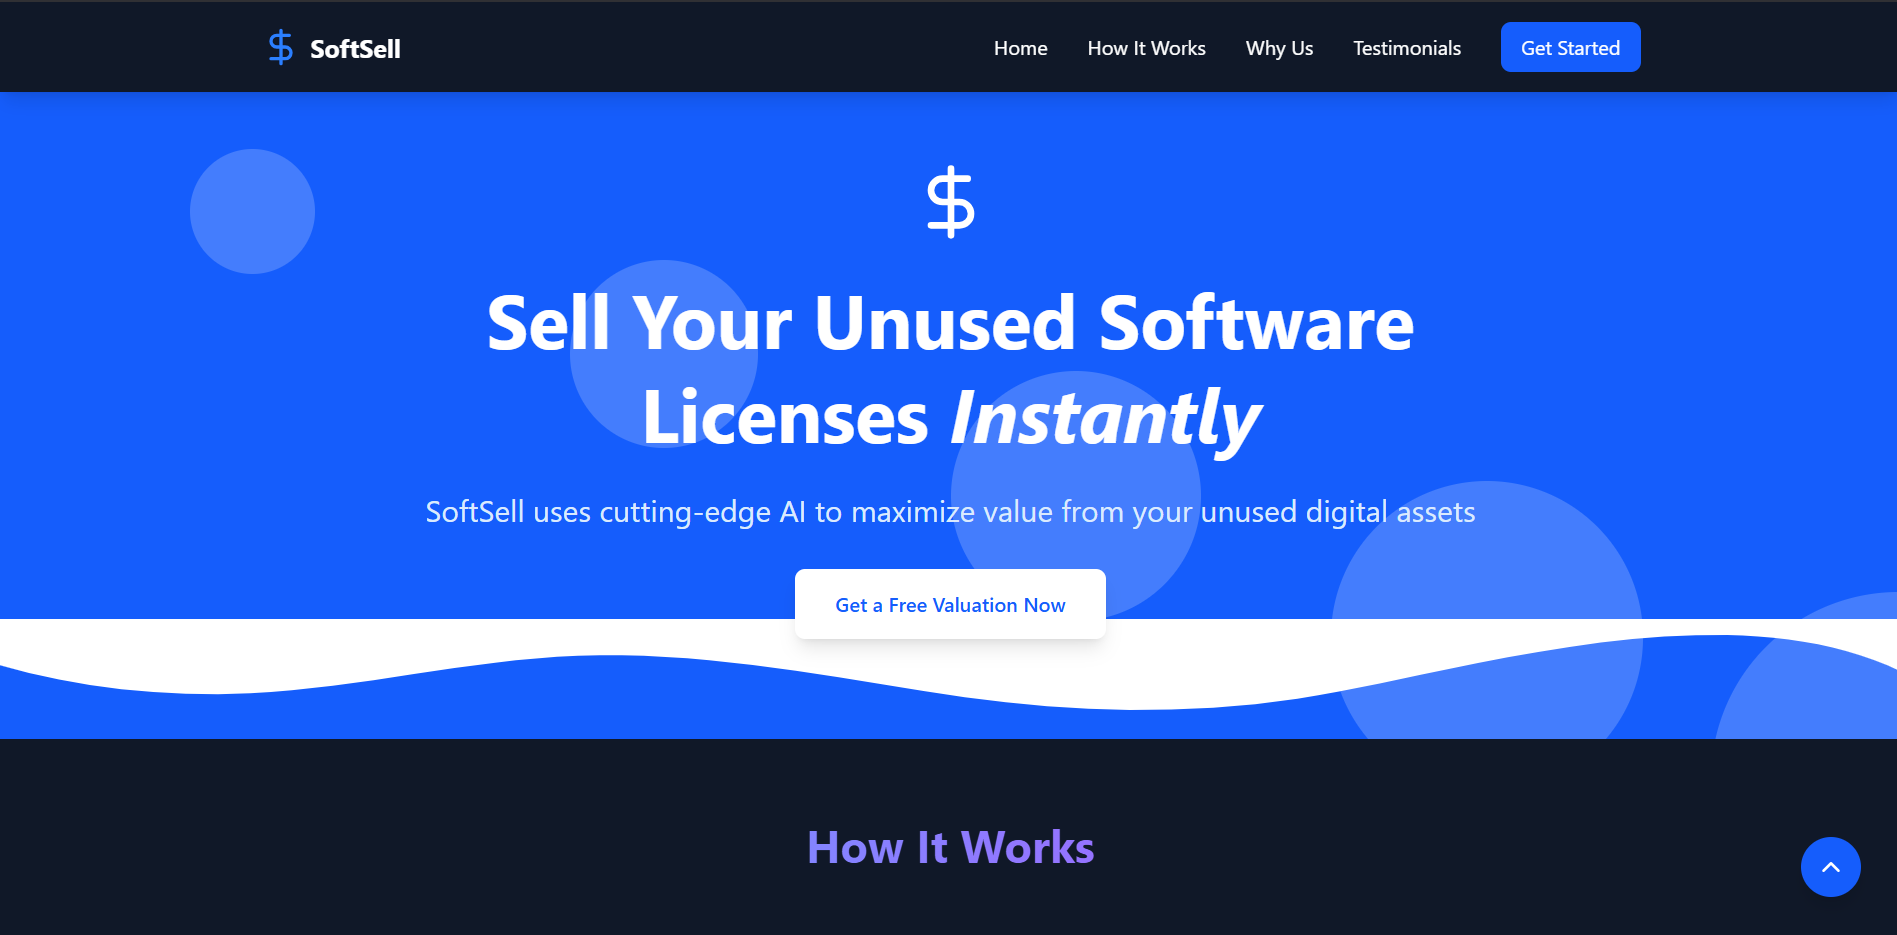 SoftSell
Home
How It Works
Why Us
Testimonials
Get Started
$
Sell Your Unused Software
Licenses Instantly
SoftSell uses cutting-edge AI to maximize value from your unused digital assets
Get a Free Valuation Now
How It Works